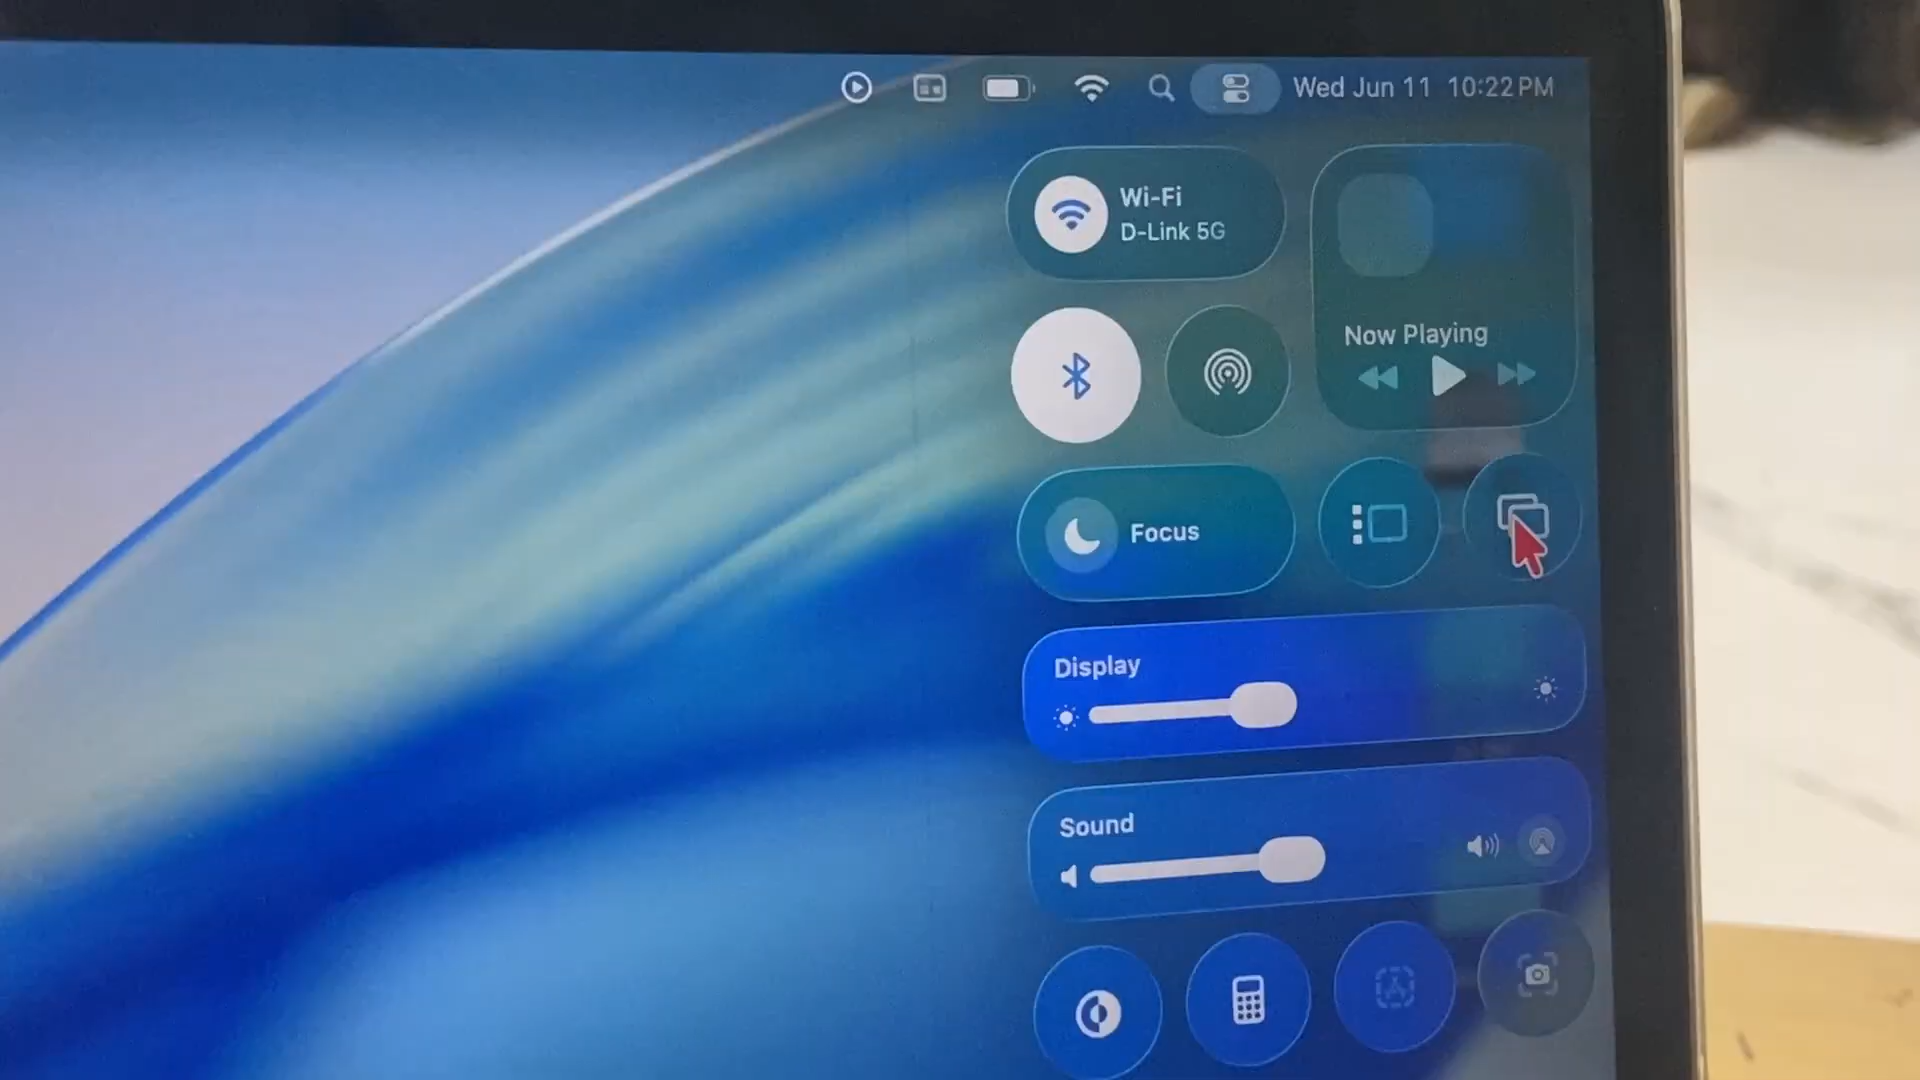 Wed Jun 11 10:22 PM
Wi-Fi
D-Link 5G
Now Playing
Focus
Display
Sound